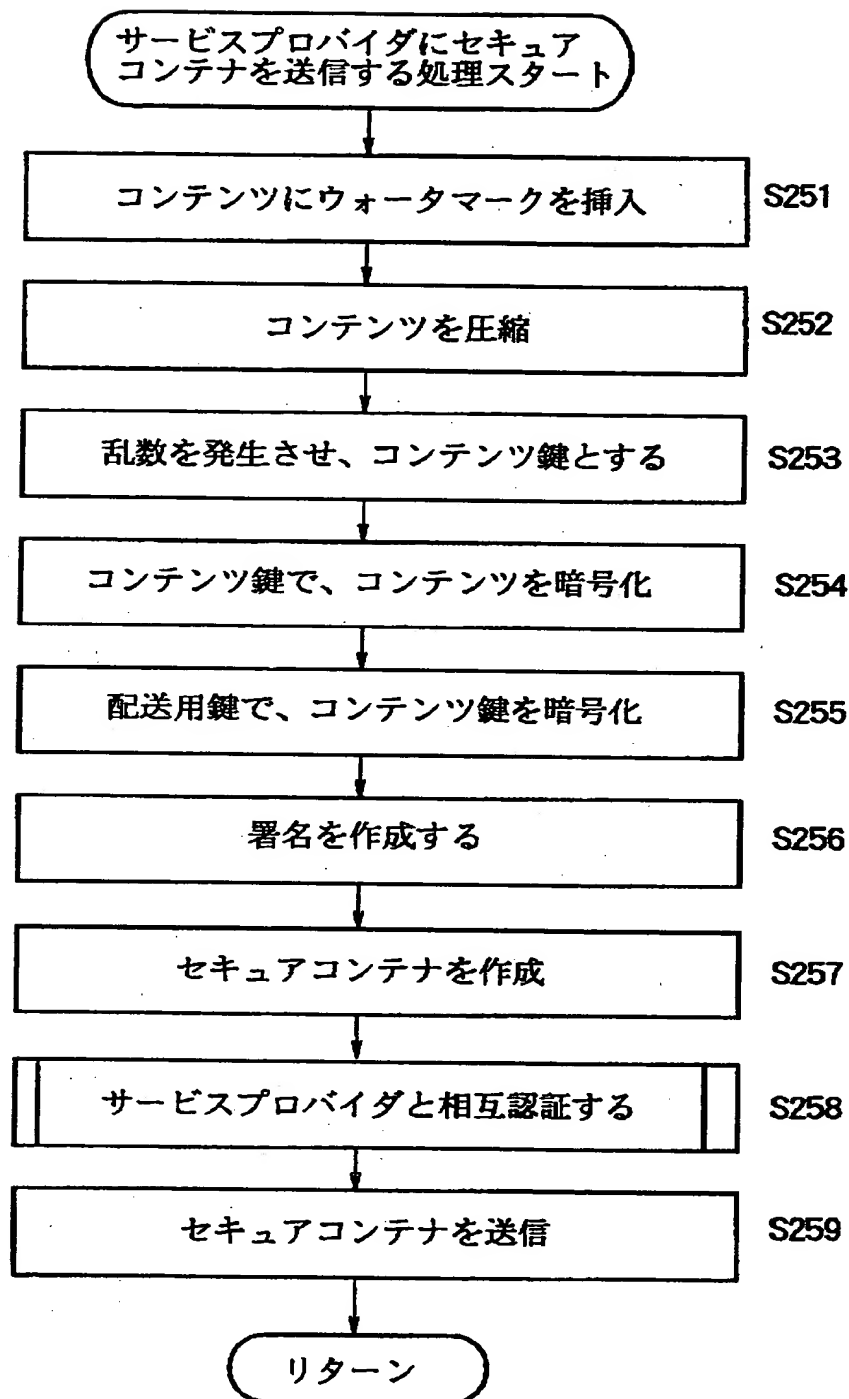 サービスプロバイダにセキュア
コンテナを送信する処理スタート
コンテンツにウォータマークを挿入 S251
コンテンツを圧縮 S252
乱数を発生させ、コンテンツ鍵とする S253
コンテンツ鍵で、コンテンツを暗号化 S254
配送用鍵で、コンテンツ鍵を暗号化 S255
署名を作成する S256
セキュアコンテナを作成 S257
サービスプロバイダと相互認証する S258
セキュアコンテナを送信 S259
リターン